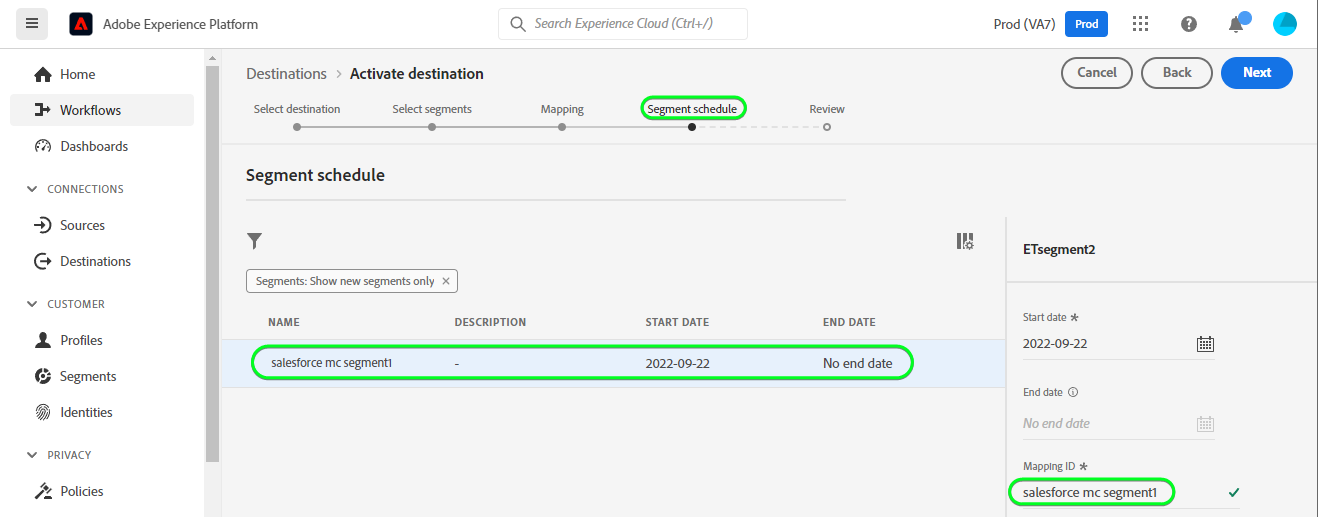 Adobe Experience Platform
Search Experience Cloud (Ctrl+/)
Prod (VA7)
Prod
Home
Workflows
Dashboards
CONNECTIONS
Sources
Destinations
CUSTOMER
Profiles
Segments
Identities
PRIVACY
Policies
Destinations > Activate destination
Cancel
Back
Next
Select destination
Select segments
Mapping
Segment schedule
Review
Segment schedule
Segments: Show new segments only ×
NAME DESCRIPTION START DATE END DATE
salesforce mc segment1 - 2022-09-22 No end date
ETsegment2
Start date *
2022-09-22
End date
No end date
Mapping ID *
salesforce mc segment1